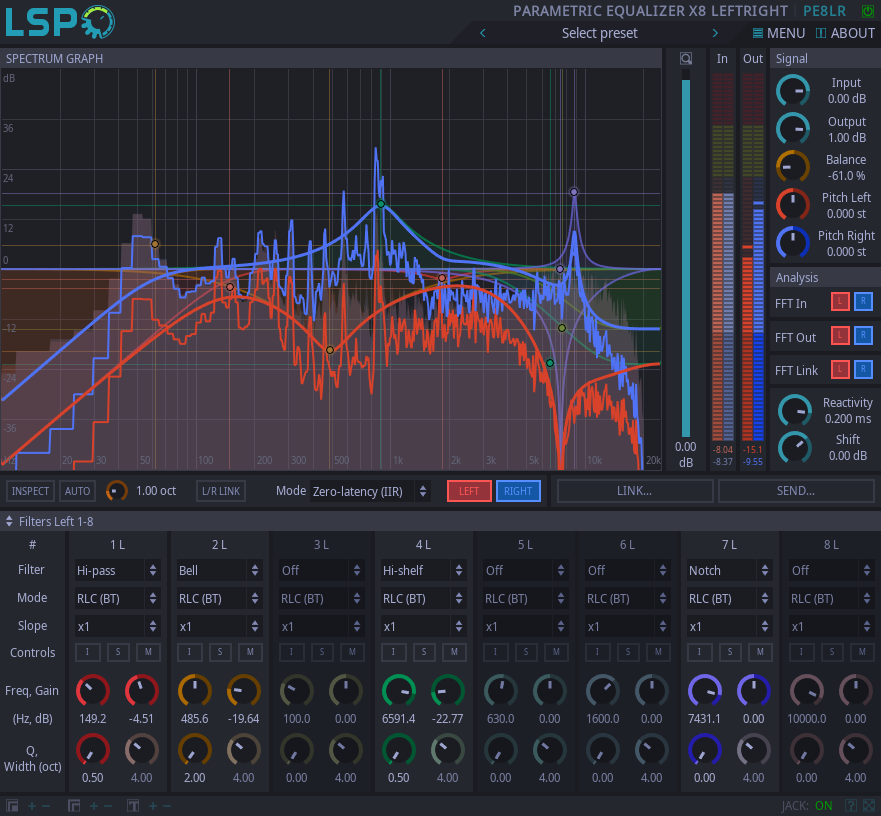 LSP
PARAMETRIC EQUALIZER X8 LEFTRIGHT PE8LR
Select preset
MENU ABOUT
SPECTRUM GRAPH
In Out
Signal
dB
36
24
12
0
-12
-24
-36
Hz 20 30 50 100 200 300 500 1k 2k 3k 5k 10k 20k
0.00
dB
-8.04
-8.37
-15.1
-9.55
Input
0.00 dB
Output
1.00 dB
Balance
-61.0 %
Pitch Left
0.000 st
Pitch Right
0.000 st
Analysis
FFT In L R
FFT Out L R
FFT Link L R
Reactivity
0.200 ms
Shift
0.00 dB
INSPECT AUTO 1.00 oct L/R LINK Mode Zero-latency (IIR) LEFT RIGHT LINK... SEND...
Filters Left 1-8
# 1 L 2 L 3 L 4 L 5 L 6 L 7 L 8 L
Filter Hi-pass Bell Off Hi-shelf Off Off Notch Off
Mode RLC (BT) RLC (BT) RLC (BT) RLC (BT) RLC (BT) RLC (BT) RLC (BT) RLC (BT)
Slope x1 x1 x1 x1 x1 x1 x1 x1
Controls I S M I S M I S M I S M I S M I S M I S M I S M
Freq, Gain
(Hz, dB) 149.2 -4.51 485.6 -19.64 100.0 0.00 6591.4 -22.77 630.0 0.00 1600.0 0.00 7431.1 0.00 10000.0 0.00
Q,
Width (oct)
0.50 4.00 2.00 4.00 0.00 4.00 0.50 4.00 0.00 4.00 0.00 4.00 0.00 4.00 0.00 4.00
+ - + - + - JACK: ON ?